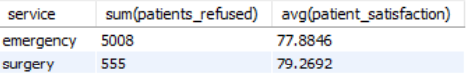 service sum(patients_refused) avg(patient_satisfaction)
emergency 5008 77.8846
surgery 555 79.2692